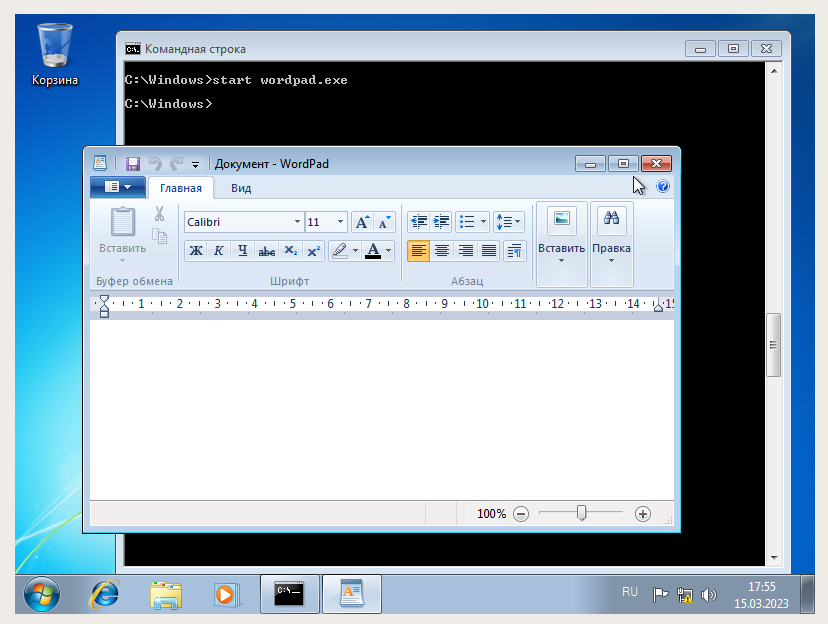 Корзина
Командная строка
C:\Windows>start wordpad.exe
C:\Windows>
Документ - WordPad
Главная
Вид
Вставить
Буфер обмена
Calibri
11
Ж К Ч abc X₂ X²
A
Шрифт
Абзац
Вставить
Правка
1 2 3 4 5 6 7 8 9 10 11 12 13 14 15
100%
C:\
RU
17:55
15.03.2023